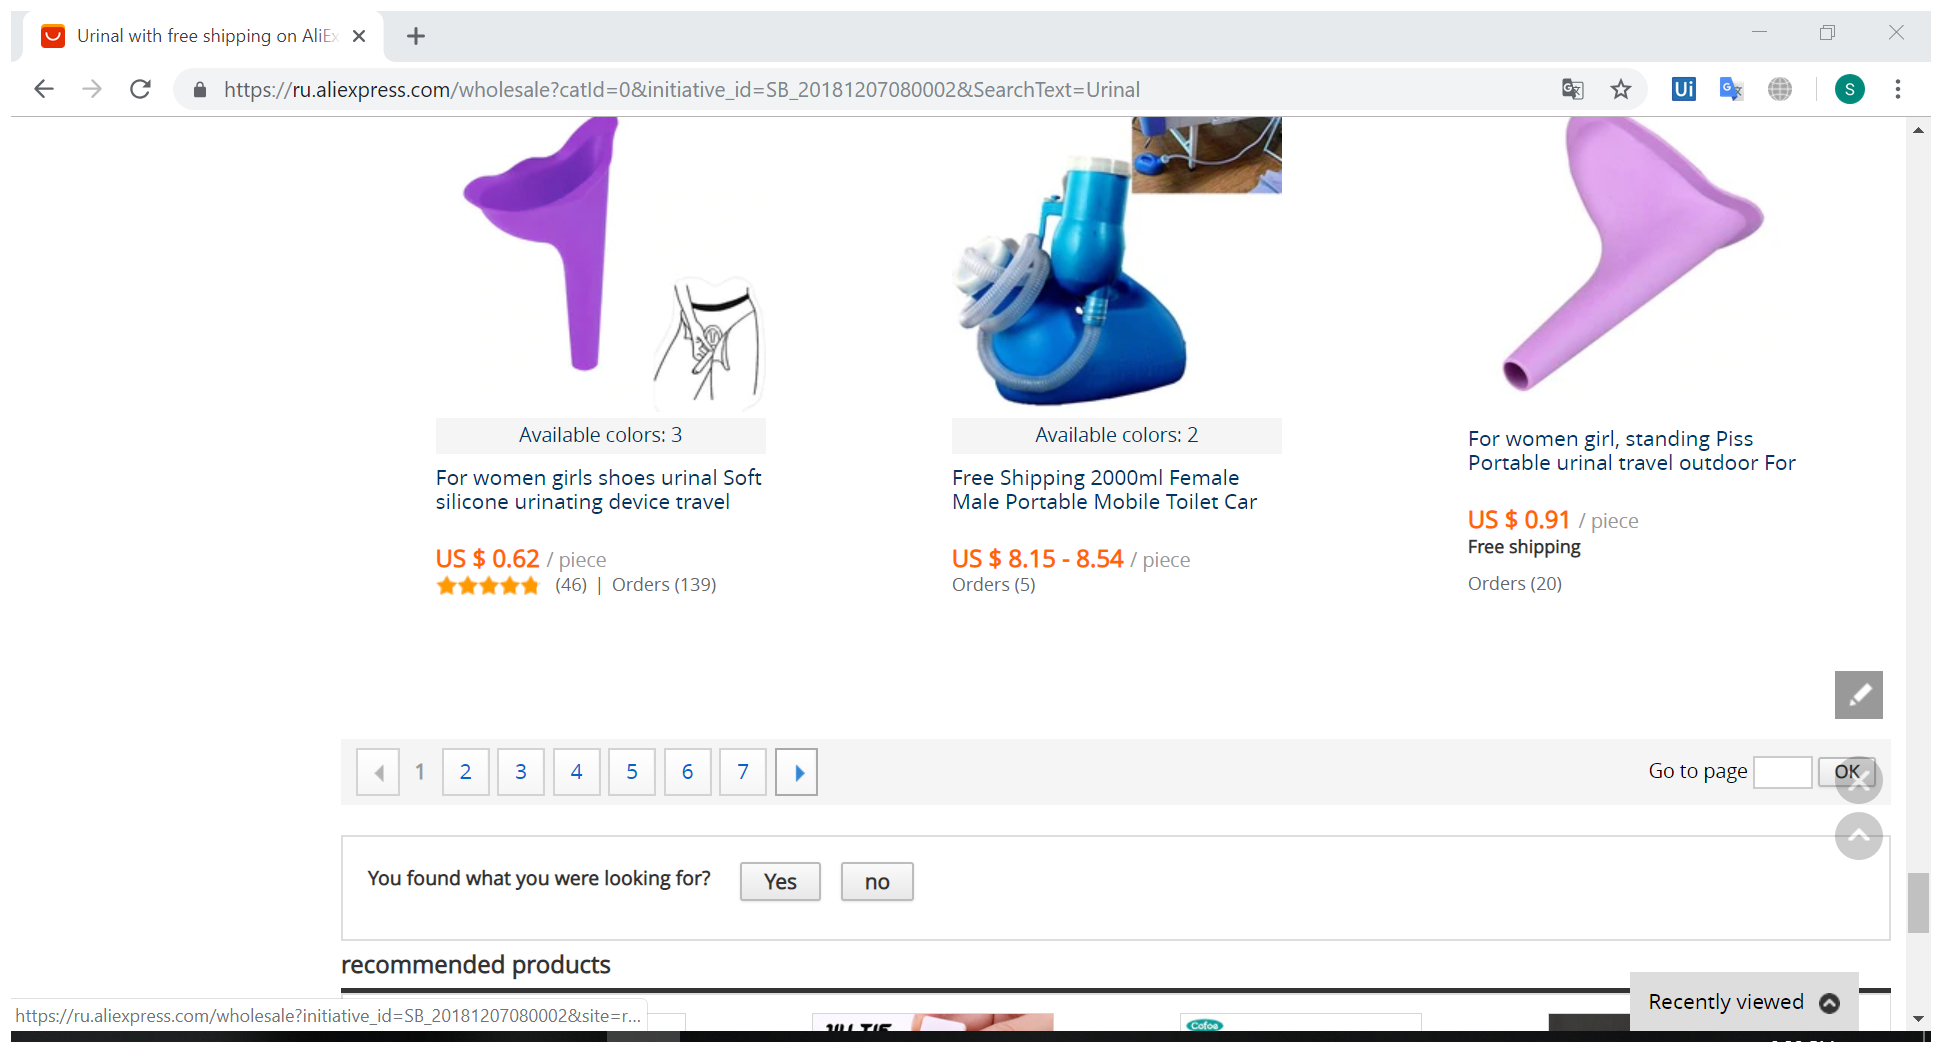 Urinal with free shipping on AliEx
https://ru.aliexpress.com/wholesale?catId=0&initiative_id=SB_20181207080002&SearchText=Urinal
Ui
S
Available colors: 3
For women girls shoes urinal Soft
silicone urinating device travel
US $ 0.62 / piece
(46) | Orders (139)
Available colors: 2
Free Shipping 2000ml Female
Male Portable Mobile Toilet Car
US $ 8.15 - 8.54 / piece
Orders (5)
For women girl, standing Piss
Portable urinal travel outdoor For
US $ 0.91 / piece
Free shipping
Orders (20)
1 2 3 4 5 6 7
Go to page OK
You found what you were looking for? Yes no
recommended products
Recently viewed
https://ru.aliexpress.com/wholesale?initiative_id=SB_20181207080002&site=r...
Cofoe